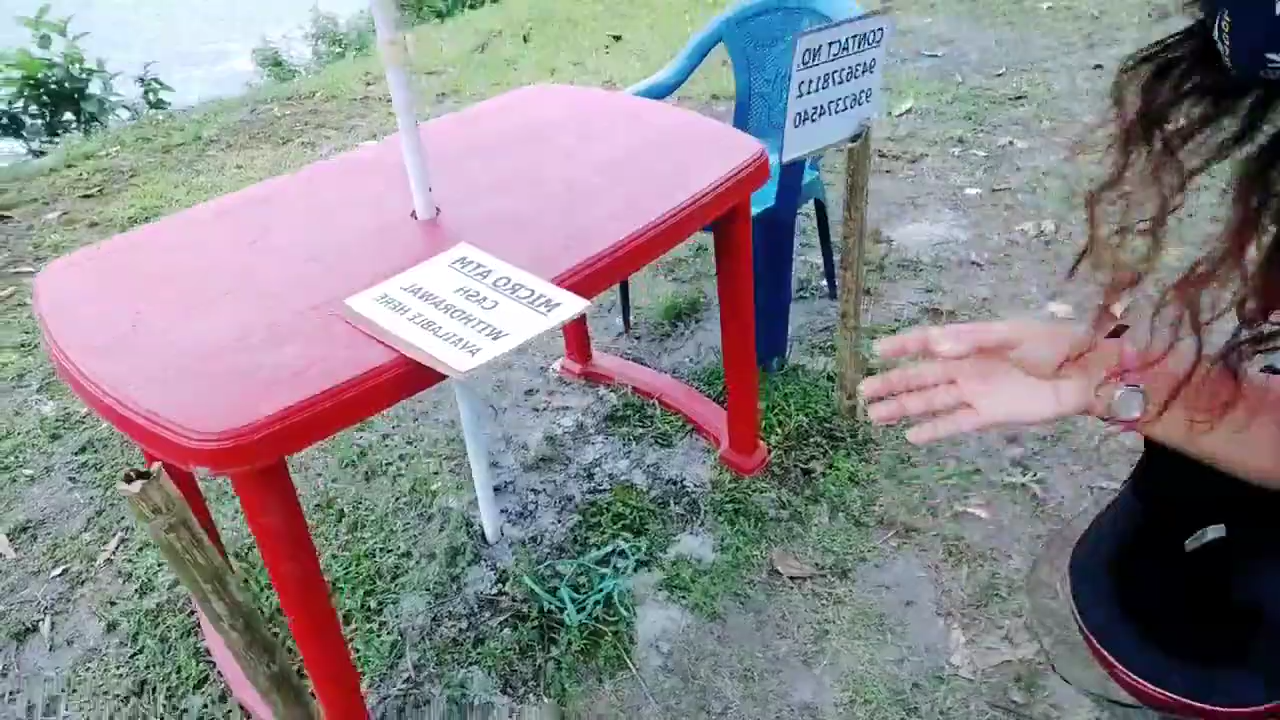 MICRO ATM
CASH
WITHDRAWAL
AVAILABLE HERE
CONTACT NO.
9436278112
9362374540